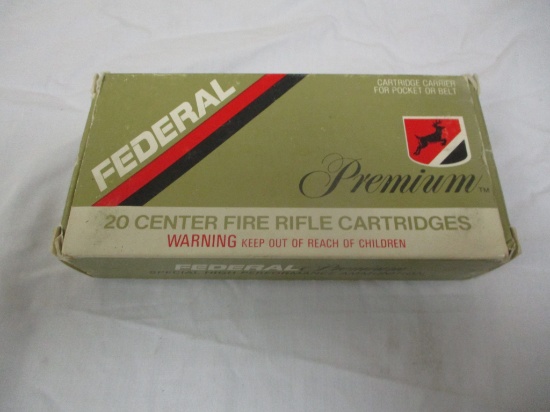 CARTRIDGE CARRIER
FOR POCKET OR BELT
FEDERAL
Premium™
20 CENTER FIRE RIFLE CARTRIDGES
WARNING KEEP OUT OF REACH OF CHILDREN
FEDERAL Premium